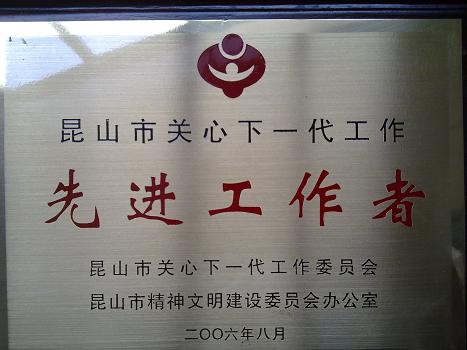 昆山市关心下一代工作
先进工作者
昆山市关心下一代工作委员会
昆山市精神文明建设委员会办公室
二〇〇六年八月